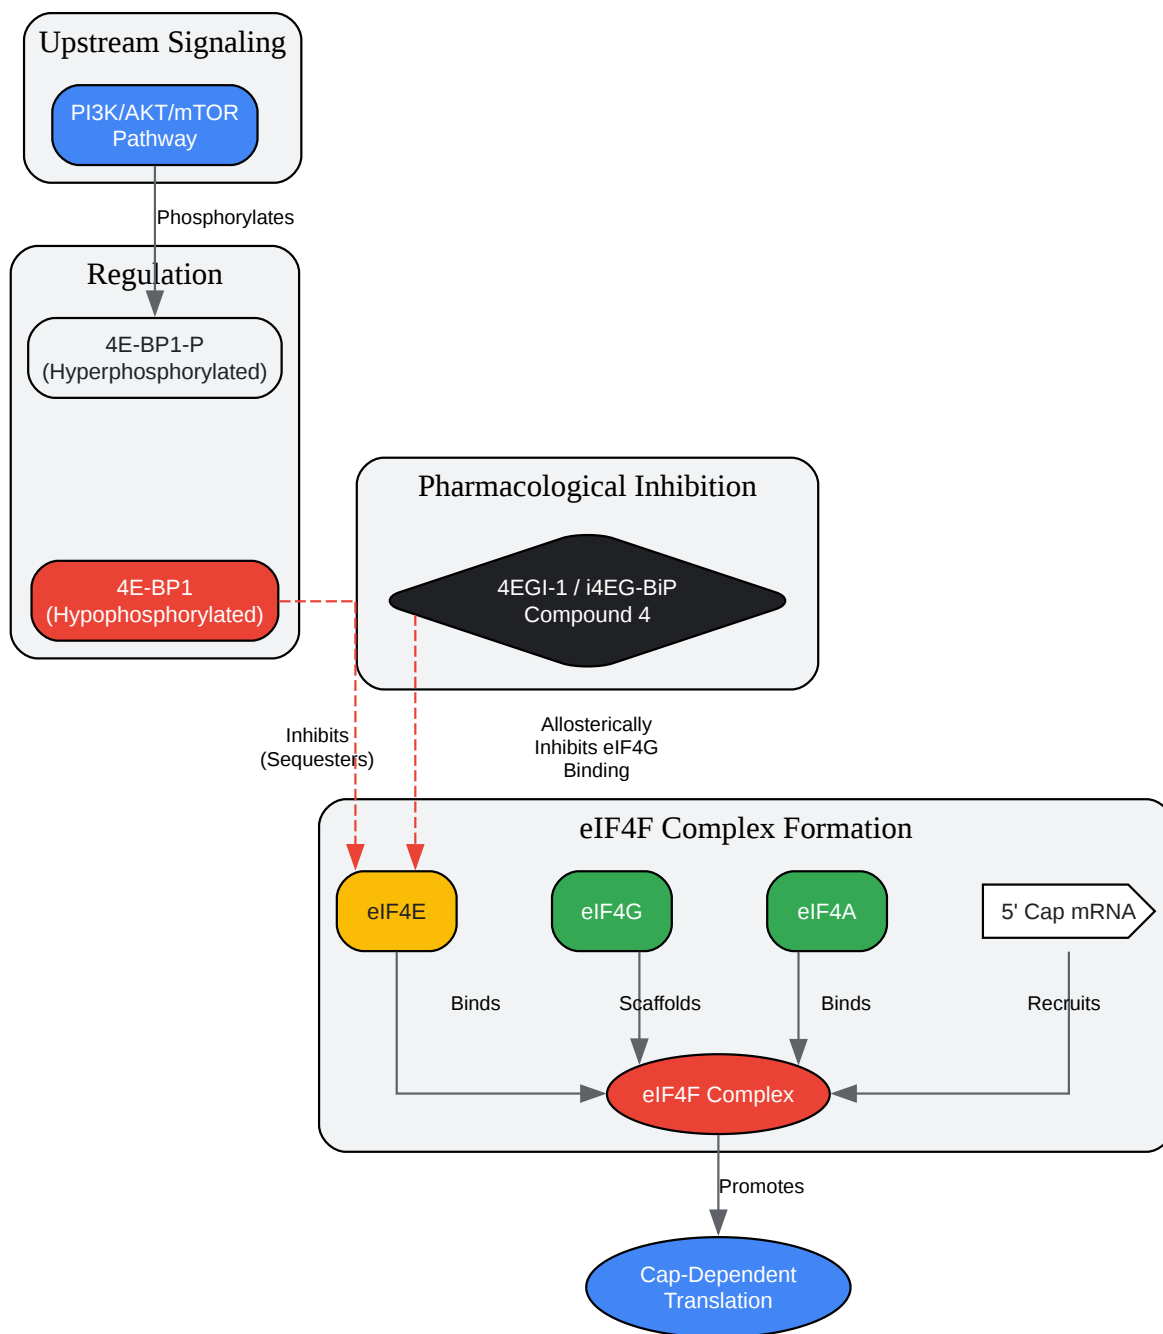 Upstream Signaling
PI3K/AKT/mTOR
Pathway
Phosphorylates
Regulation
4E-BP1-P
(Hyperphosphorylated)
Pharmacological Inhibition
4E-BP1
(Hypophosphorylated)
4EGI-1 / i4EG-BiP
Compound 4
Inhibits
(Sequesters)
Allosterically
Inhibits eIF4G
Binding
eIF4F Complex Formation
eIF4E
eIF4G
eIF4A
5' Cap mRNA
Binds
Scaffolds
Binds
Recruits
eIF4F Complex
Promotes
Cap-Dependent
Translation